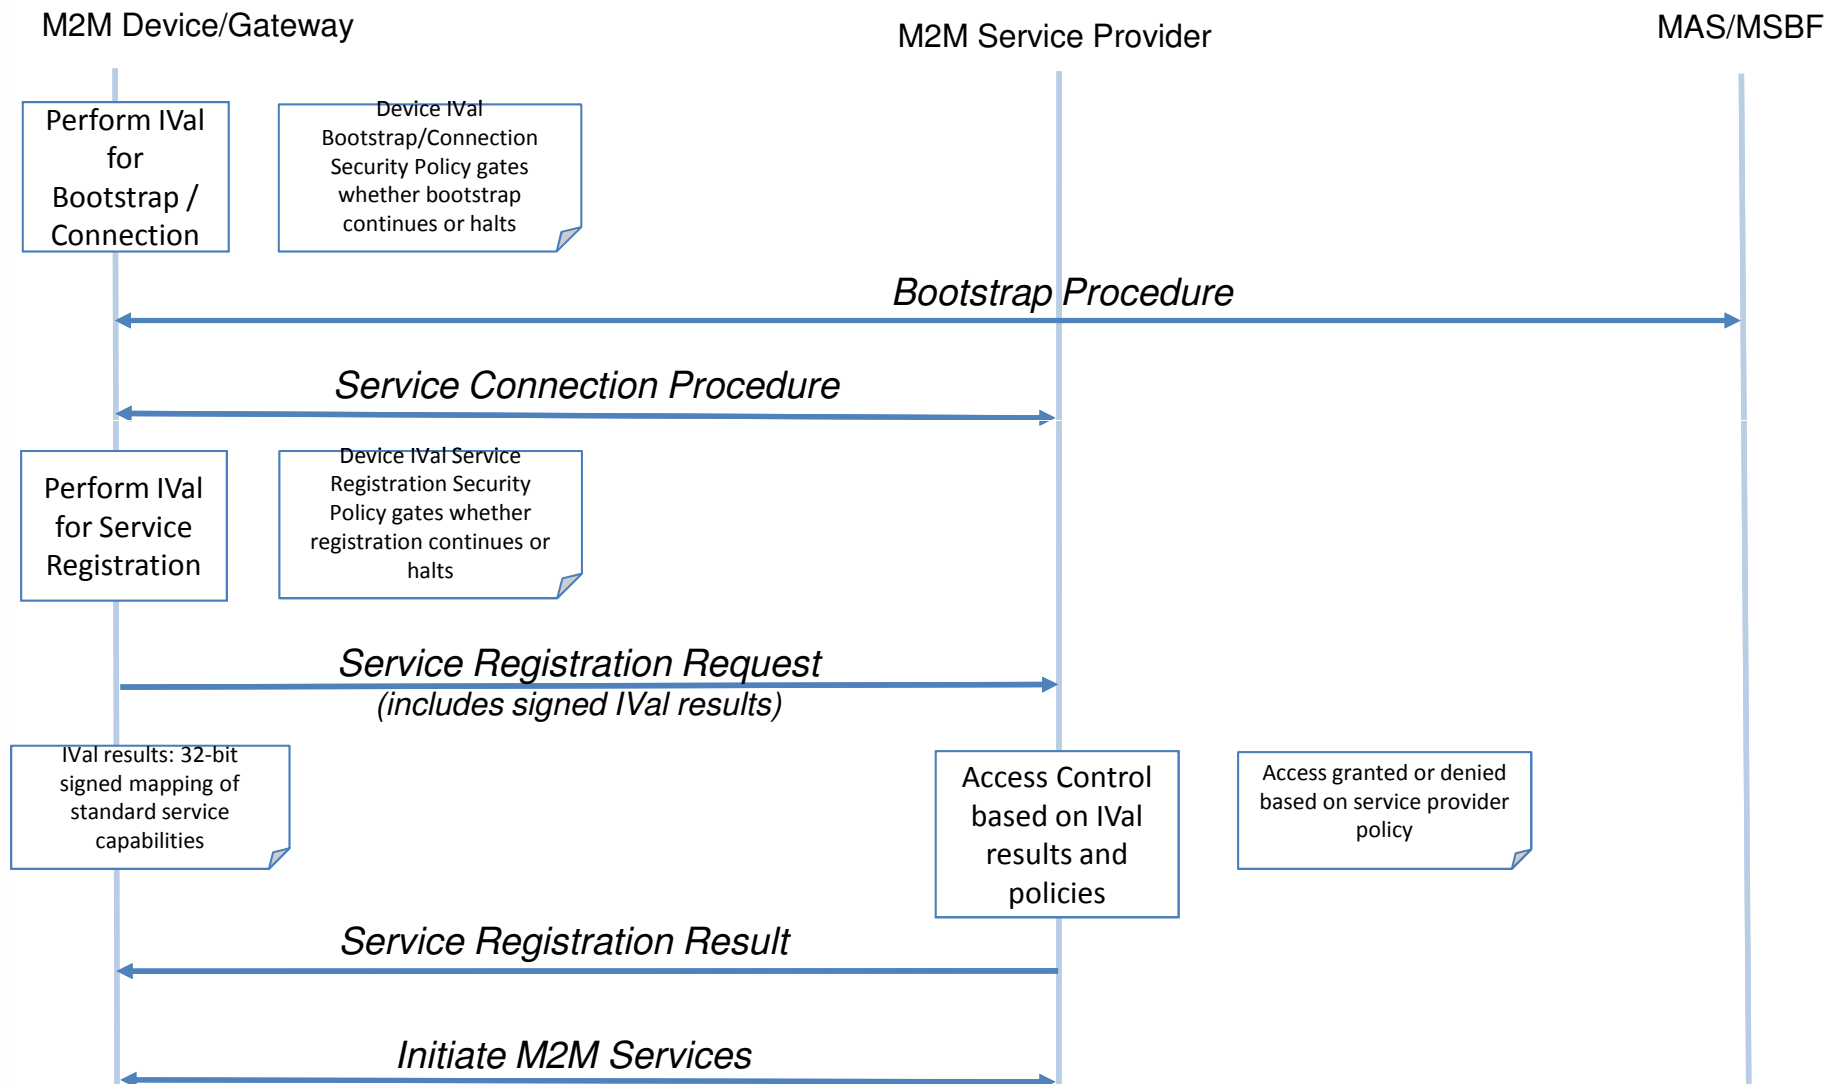 M2M Device/Gateway
M2M Service Provider
MAS/MSBF
Perform IVal
for
Bootstrap /
Connection
Device IVal
Bootstrap/Connection
Security Policy gates
whether bootstrap
continues or halts
Bootstrap Procedure
Service Connection Procedure
Perform IVal
for Service
Registration
Device IVal Service
Registration Security
Policy gates whether
registration continues or
halts
Service Registration Request
(includes signed IVal results)
IVal results: 32-bit
signed mapping of
standard service
capabilities
Access Control
based on IVal
results and
policies
Access granted or denied
based on service provider
policy
Service Registration Result
Initiate M2M Services